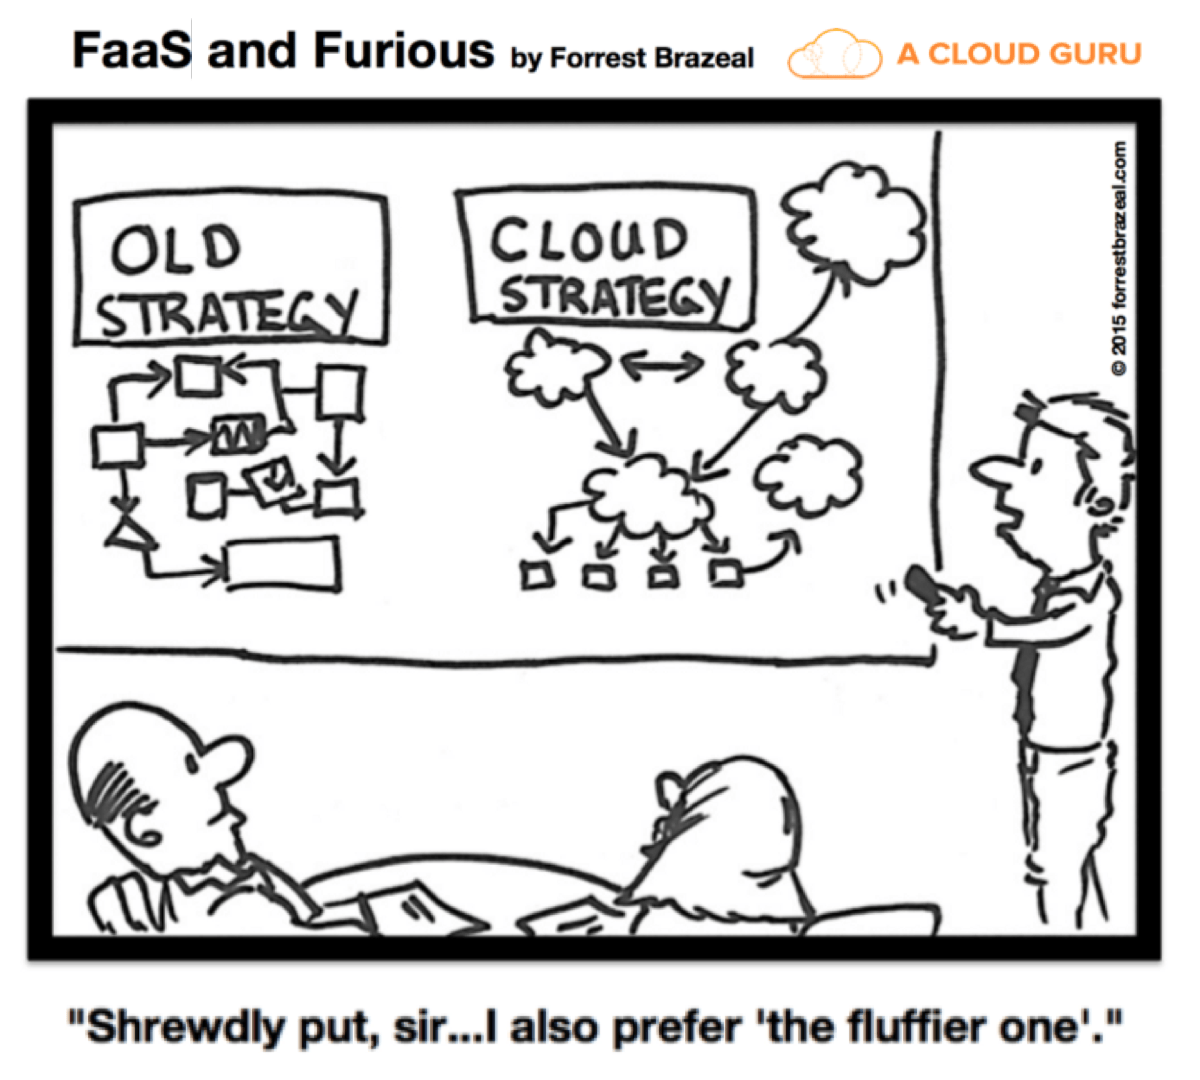 FaaS and Furious by Forrest Brazeal
A CLOUD GURU
OLD
STRATEGY
CLOUD
STRATEGY
© 2015 forrestbrazeal.com
"Shrewdly put, sir...I also prefer 'the fluffier one'."